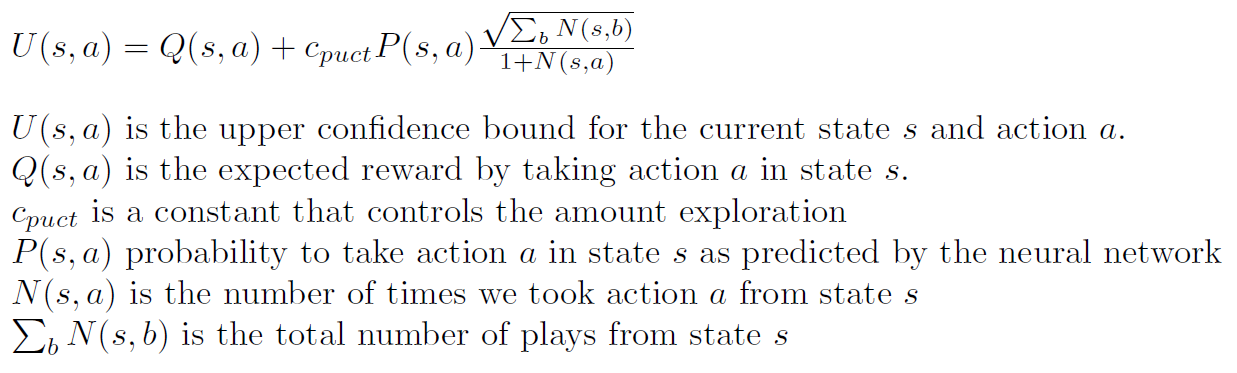 U(s, a) = Q(s, a) + c_{puct} P(s, a) \frac{\sqrt{\sum_b N(s,b)}}{1+N(s,a)}
U(s, a) is the upper confidence bound for the current state s and action a.
Q(s, a) is the expected reward by taking action a in state s.
c_{puct} is a constant that controls the amount exploration
P(s, a) probability to take action a in state s as predicted by the neural network
N(s, a) is the number of times we took action a from state s
\sum_b N(s, b) is the total number of plays from state s